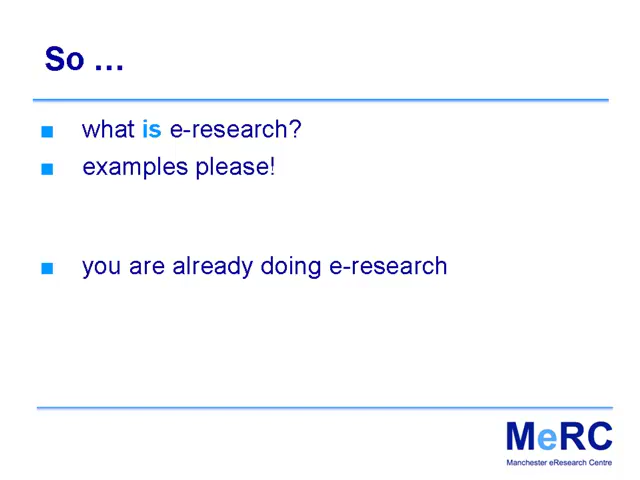 So …
what is e-research?
examples please!
you are already doing e-research
MeRC
Manchester eResearch Centre